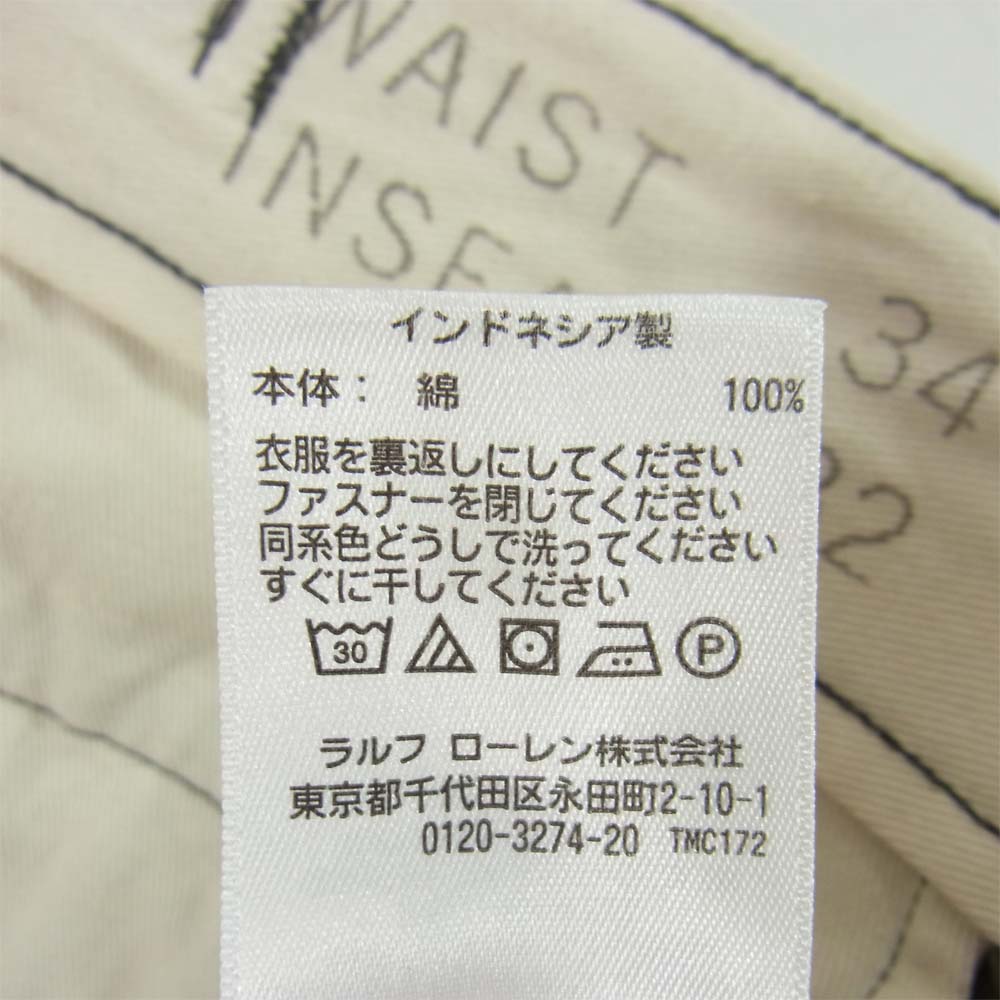 WAIST 34
INSEA 32
インドネシア製
本体： 綿 100%
衣服を裏返しにしてください
ファスナーを閉じてください
同系色どうしで洗ってください
すぐに干してください
30 P
ラルフ ローレン株式会社
東京都千代田区永田町2-10-1
0120-3274-20 TMC172